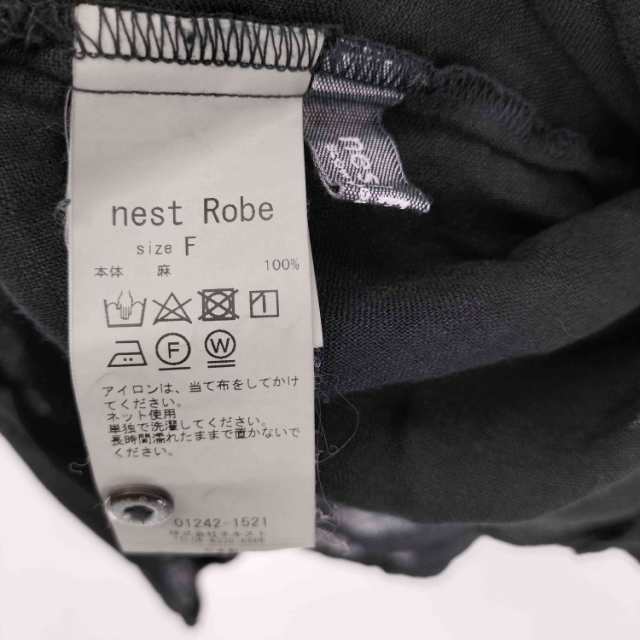 nest Robe
size F
本体 麻 100%
F W
アイロンは、当て布をしてかけ
てください。
ネット使用
単独で洗濯してください。
長時間濡れたままで置かないで
ください。
01242-1521
nes